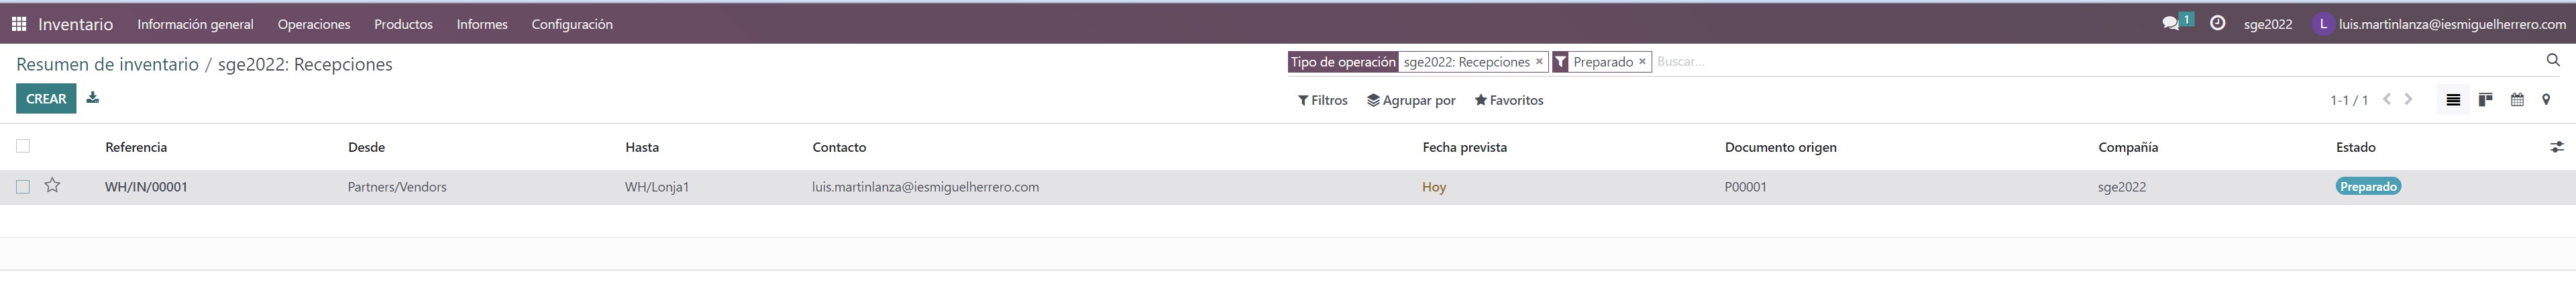 Inventario Información general Operaciones Productos Informes Configuración 1 sge2022 L luis.martinlanza@iesmiguelherrero.com
Resumen de inventario / sge2022: Recepciones
Tipo de operación sge2022: Recepciones × Preparado × Buscar...
CREAR
Filtros Agrupar por Favoritos 1-1 / 1
Referencia Desde Hasta Contacto Fecha prevista Documento origen Compañía Estado
WH/IN/00001 Partners/Vendors WH/Lonja1 luis.martinlanza@iesmiguelherrero.com Hoy P00001 sge2022 Preparado